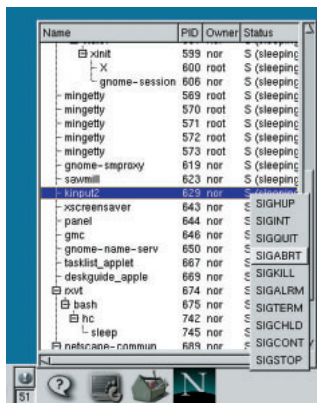 Name PID Owner Status
xinit 599 nor S (sleeping
X 600 root S (sleeping
gnome-session 606 nor S (sleeping
mingetty 569 root S (sleeping
mingetty 570 root S (sleeping
mingetty 571 root S (sleeping
mingetty 572 root S (sleeping
mingetty 573 root S (sleeping
gnome-smproxy 619 nor S (sleeping
sawmill 623 nor S (sleeping
kinput2 629 nor S (sleeping
xscreensaver 643 nor S
SIGHUP
panel 644 nor S
SIGINT
gmc 646 nor S
SIGQUIT
gnome-name-serv 650 nor S
SIGABRT
tasklist_applet 667 nor S
deskguide_apple 669 nor S
SIGKILL
rxvt 674 nor S
SIGALRM
bash 675 nor S
SIGTERM
hc 742 nor S
SIGCHLD
sleep 745 nor S
SIGCONT
netscape-commun 689 nor S
SIGSTOP
51
N